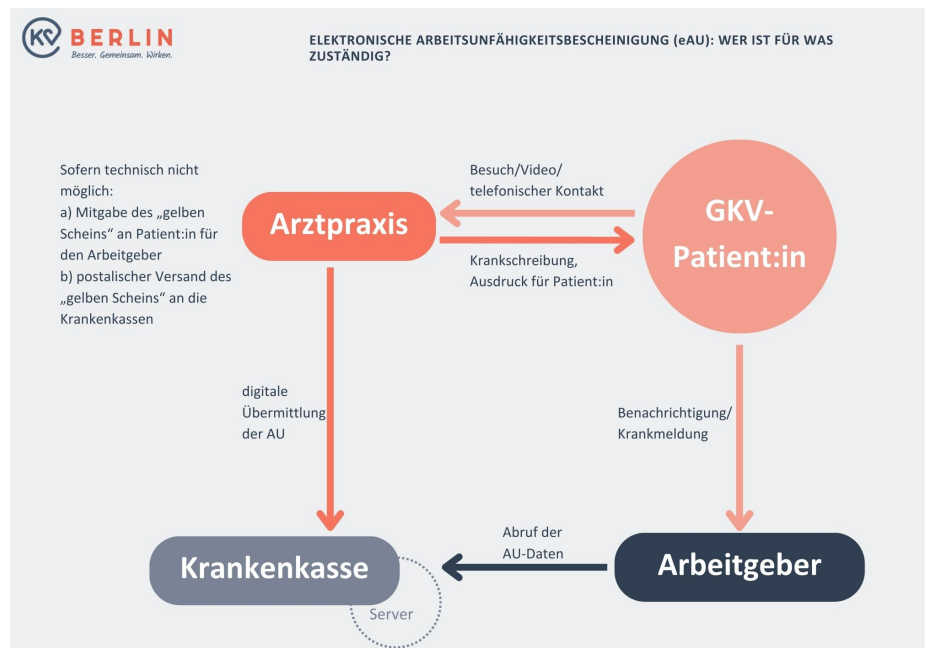 KV BERLIN
Besser. Gemeinsam. Wirken.
ELEKTRONISCHE ARBEITSUNFÄHIGKEITSBESCHEINIGUNG (eAU): WER IST FÜR WAS
ZUSTÄNDIG?
Sofern technisch nicht
möglich:
a) Mitgabe des „gelben
Scheins“ an Patient:in für
den Arbeitgeber
b) postalischer Versand des
„gelben Scheins“ an die
Krankenkassen
Arztpraxis
Besuch/Video/
telefonischer Kontakt
Krankschreibung,
Ausdruck für Patient:in
GKV-
Patient:in
digitale
Übermittlung
der AU
Benachrichtigung/
Krankmeldung
Krankenkasse
Server
Abruf der
AU-Daten
Arbeitgeber